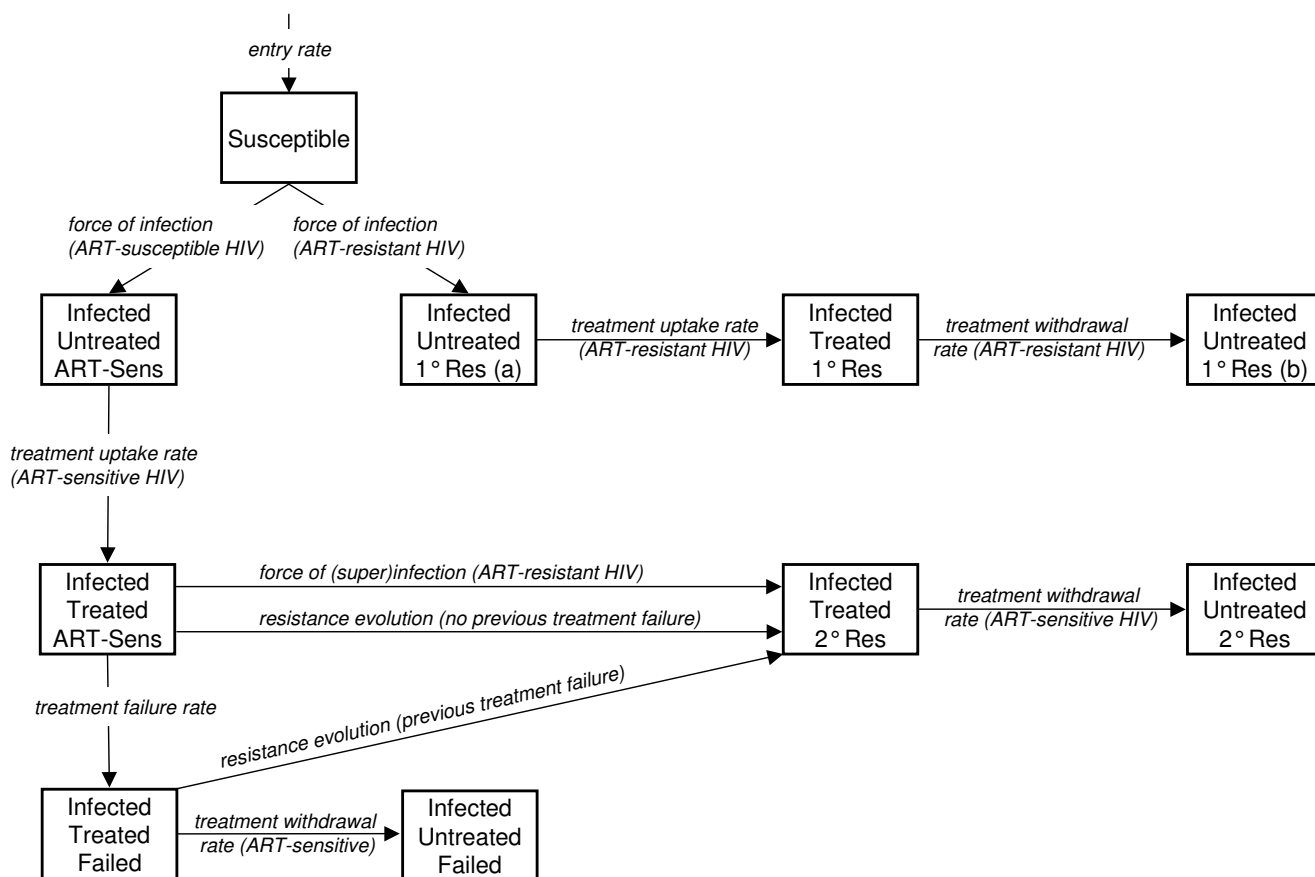 entry rate
Susceptible
force of infection
(ART-susceptible HIV)
force of infection
(ART-resistant HIV)
Infected
Untreated
ART-Sens
Infected
Untreated
1° Res (a)
treatment uptake rate
(ART-resistant HIV)
Infected
Treated
1° Res
treatment withdrawal
rate (ART-resistant HIV)
Infected
Untreated
1° Res (b)
treatment uptake rate
(ART-sensitive HIV)
Infected
Treated
ART-Sens
force of (super)infection (ART-resistant HIV)
resistance evolution (no previous treatment failure)
Infected
Treated
2° Res
treatment withdrawal
rate (ART-sensitive HIV)
Infected
Untreated
2° Res
treatment failure rate
resistance evolution (previous treatment failure)
Infected
Treated
Failed
treatment withdrawal
rate (ART-sensitive)
Infected
Untreated
Failed